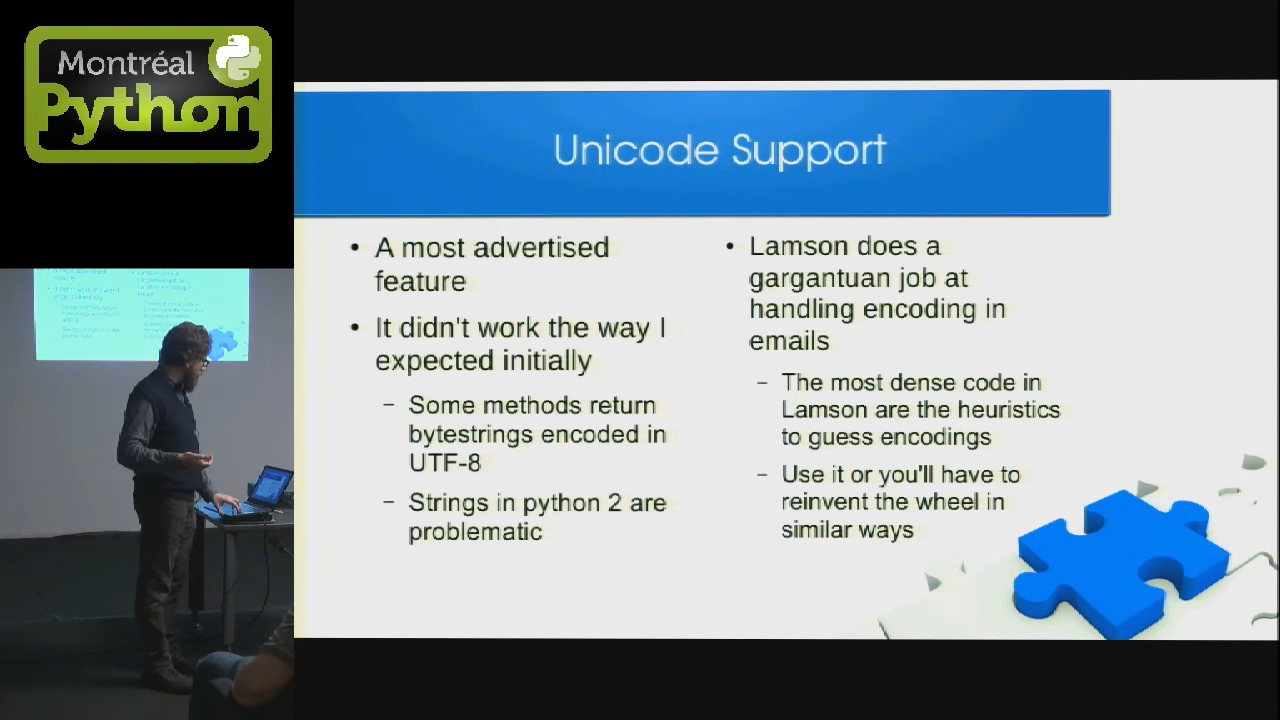 Montréal
Python
Unicode Support
• A most advertised
feature
• It didn't work the way I
expected initially
– Some methods return
bytestrings encoded in
UTF-8
– Strings in python 2 are
problematic
• Lamson does a
gargantuan job at
handling encoding in
emails
– The most dense code in
Lamson are the heuristics
to guess encodings
– Use it or you'll have to
reinvent the wheel in
similar ways